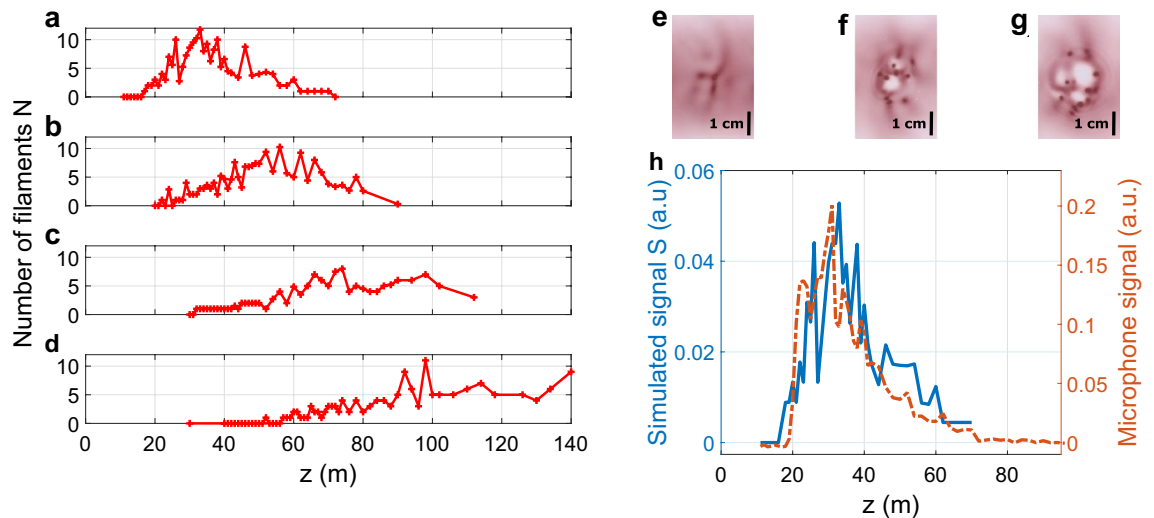 a
10
5
0
b
10
5
0
c
10
5
0
d
10
5
0
0 20 40 60 80 100 120 140
z (m)
Number of filaments N
e
1 cm
f
1 cm
g
1 cm
h
0.06
0.04
0.02
0
Simulated signal S (a.u)
0.2
0.15
0.1
0.05
0
Microphone signal (a.u.)
0 20 40 60 80
z (m)